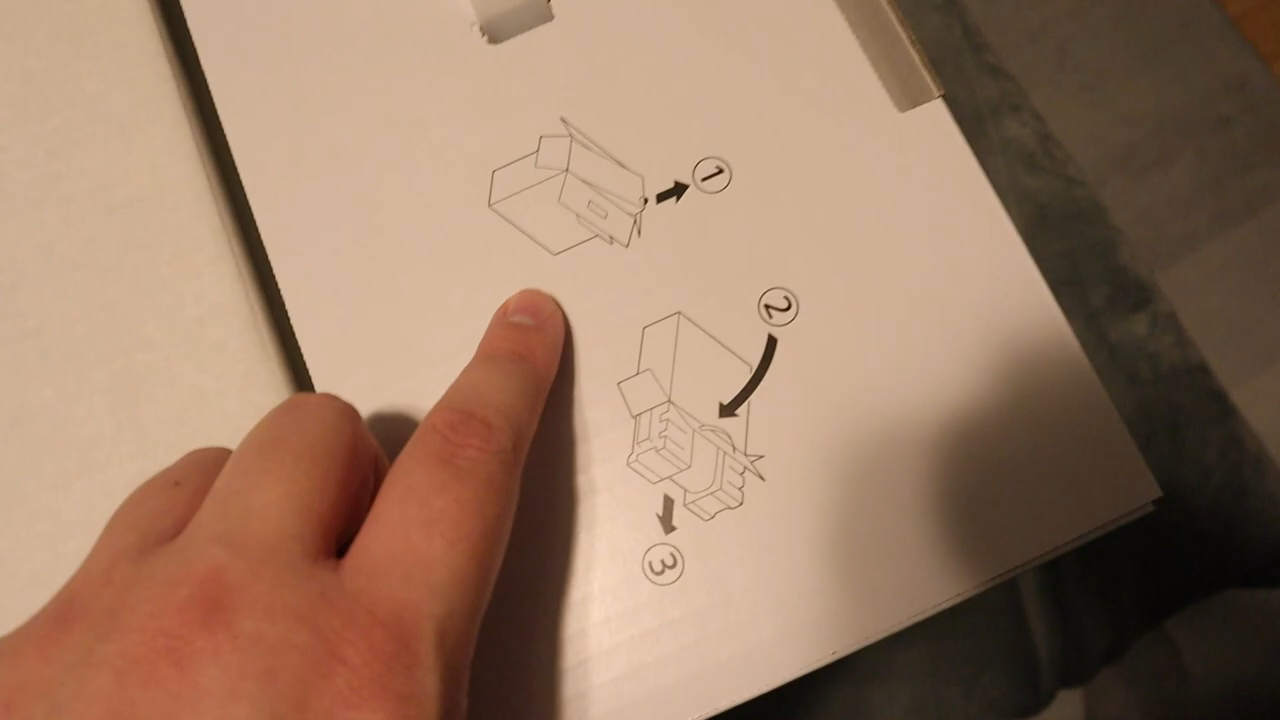 ①
②
③